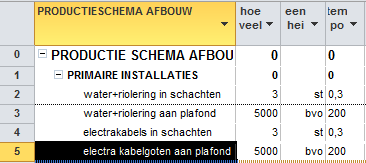 PRODUCTIESCHEMA AFBOUW hoe veel een hei tem po
0 PRODUCTIE SCHEMA AFBOU 0 0
1 PRIMAIRE INSTALLATIES 0 0
2 water+riolering in schachten 3 st 0,3
3 water+riolering aan plafond 5000 bvo 200
4 electrakabels in schachten 3 st 0,3
5 electra kabelgoten aan plafond 5000 bvo 200